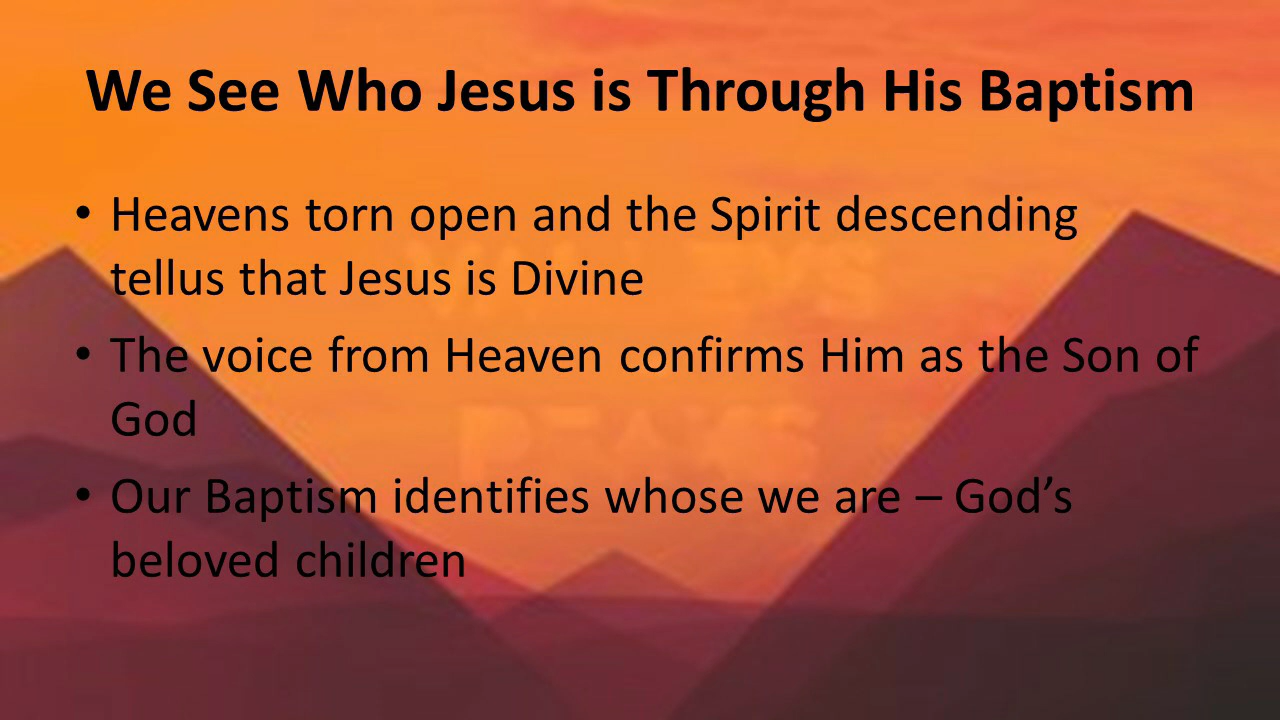 We See Who Jesus is Through His Baptism
• Heavens torn open and the Spirit descending
tellus that Jesus is Divine
• The voice from Heaven confirms Him as the Son of
God
• Our Baptism identifies whose we are – God’s
beloved children